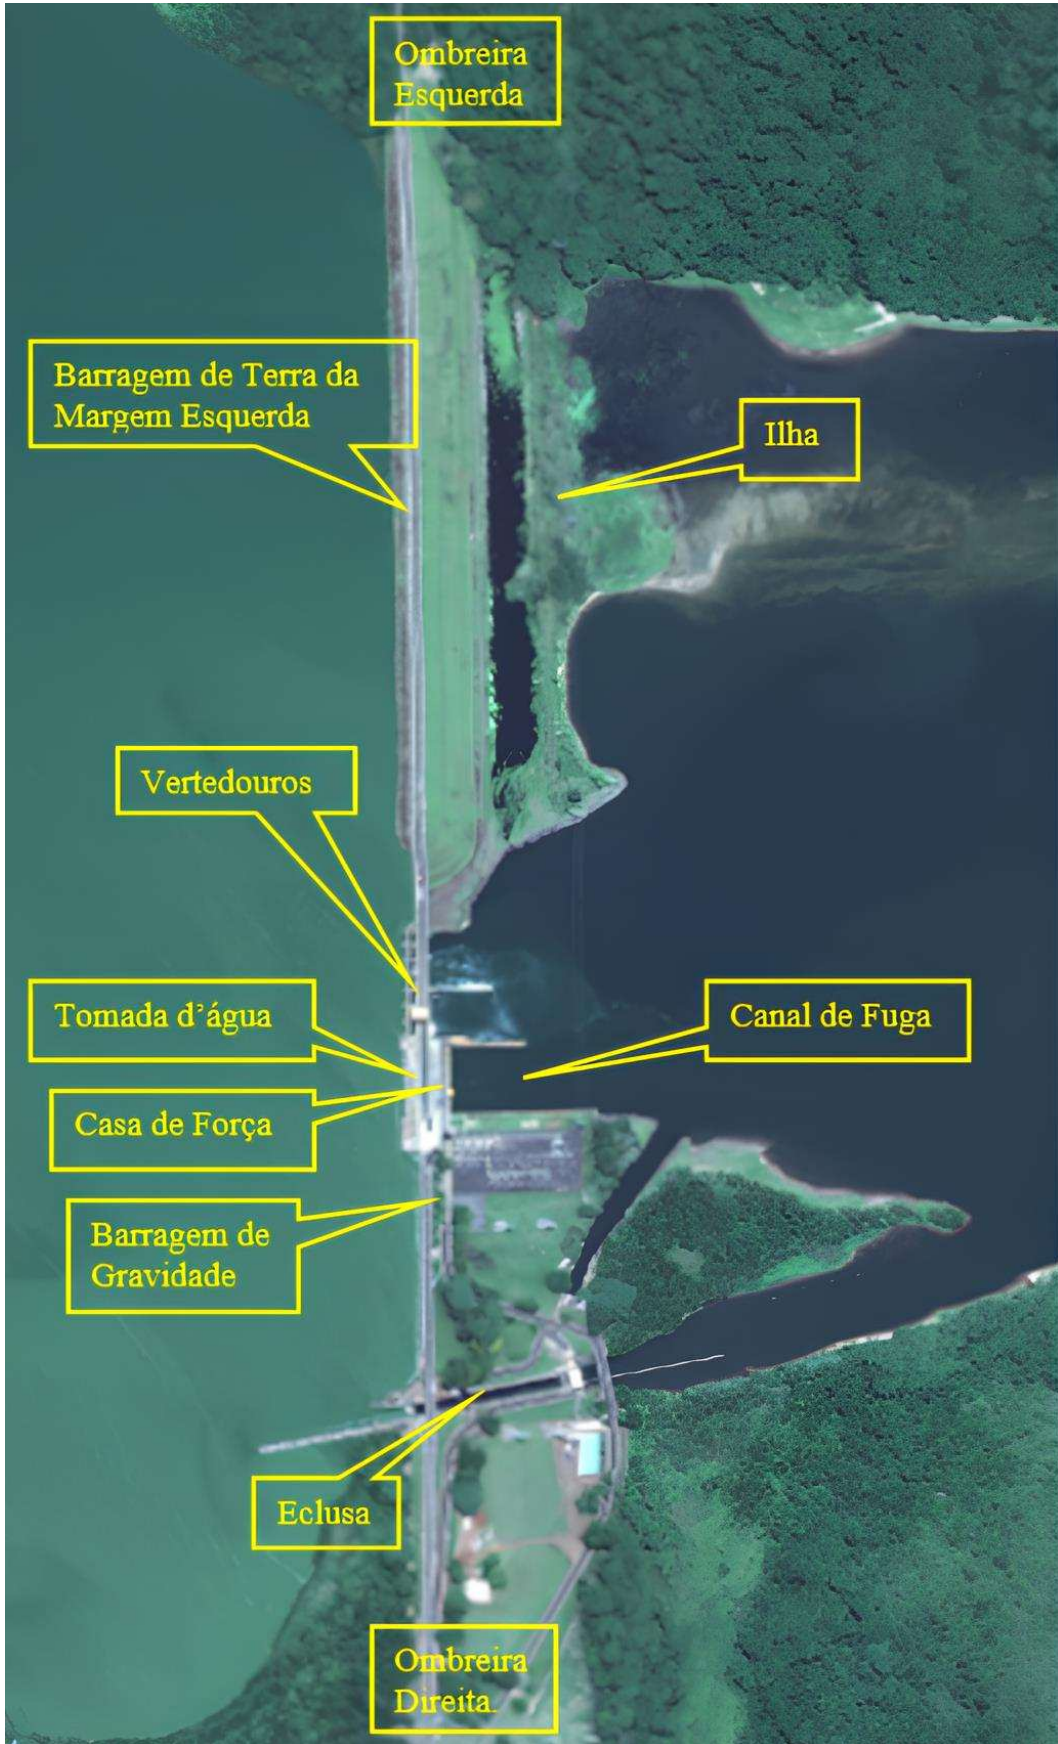 Ombreira
Esquerda
Barragem de Terra da
Margem Esquerda
Ilha
Vertedouros
Tomada d’água
Canal de Fuga
Casa de Força
Barragem de
Gravidade
Eclusa
Ombreira
Direita.